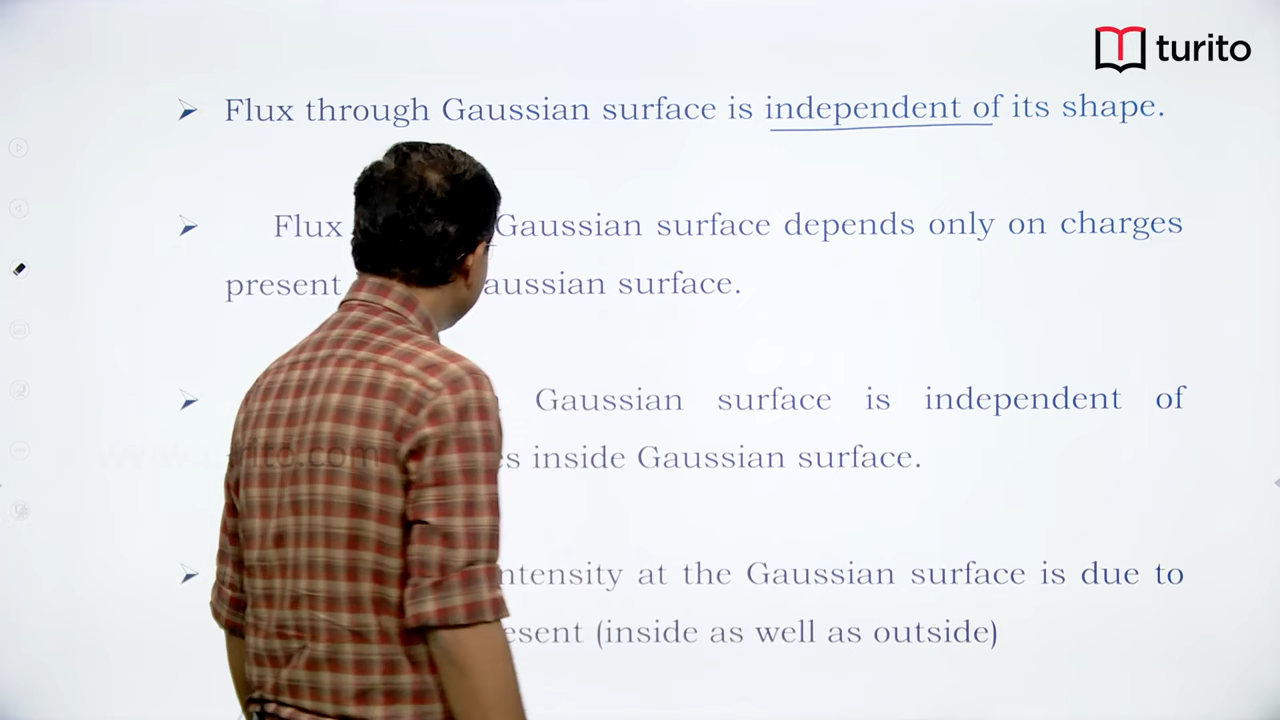 turito
Flux through Gaussian surface is independent of its shape.
Flux Gaussian surface depends only on charges
present aussian surface.
Gaussian surface is independent of
s inside Gaussian surface.
ntensity at the Gaussian surface is due to
esent (inside as well as outside)